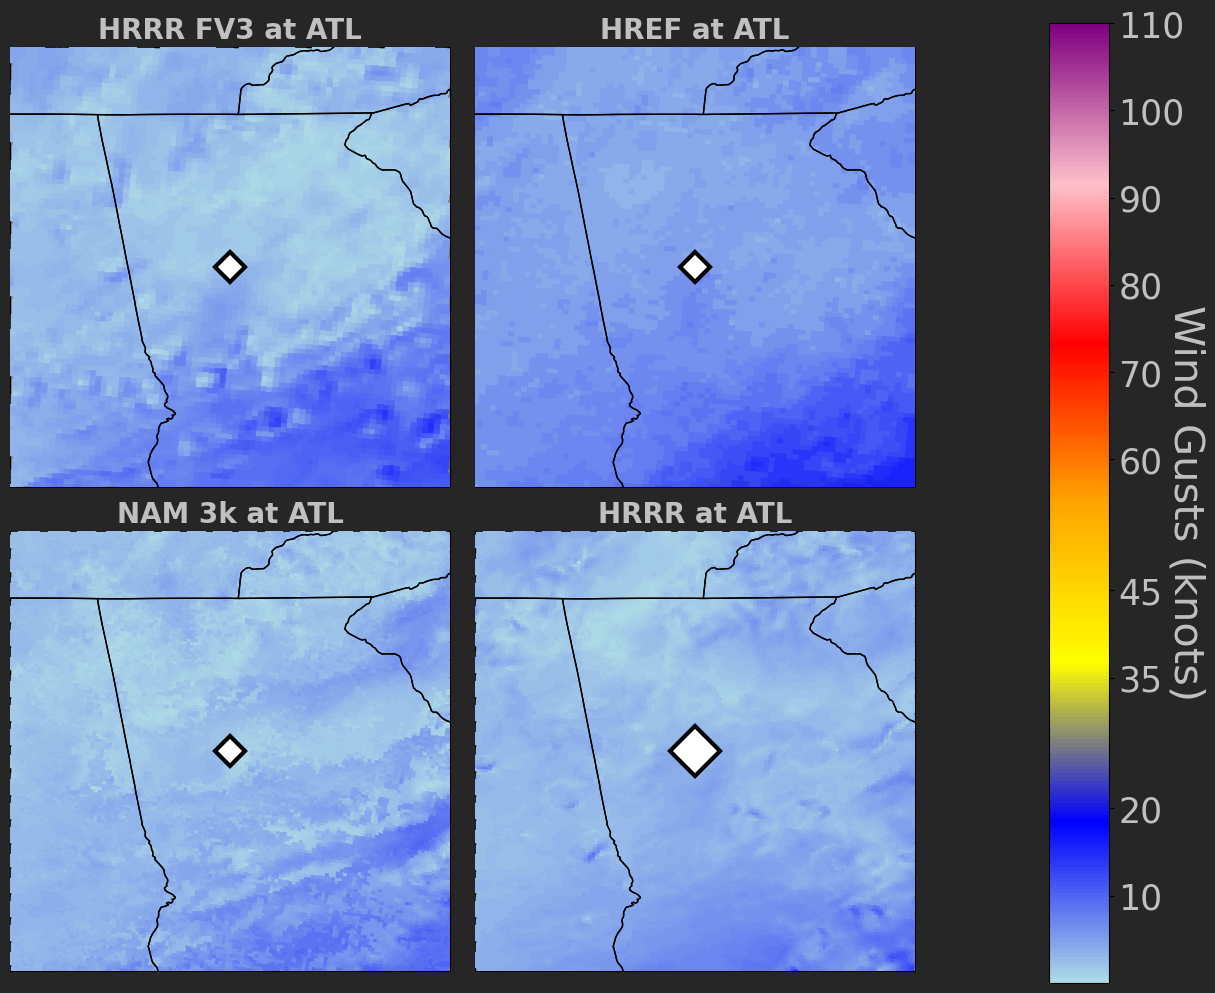 HRRR FV3 at ATL
HREF at ATL
NAM 3k at ATL
HRRR at ATL
110
100
90
80
70
60
45
35
20
10
Wind Gusts (knots)